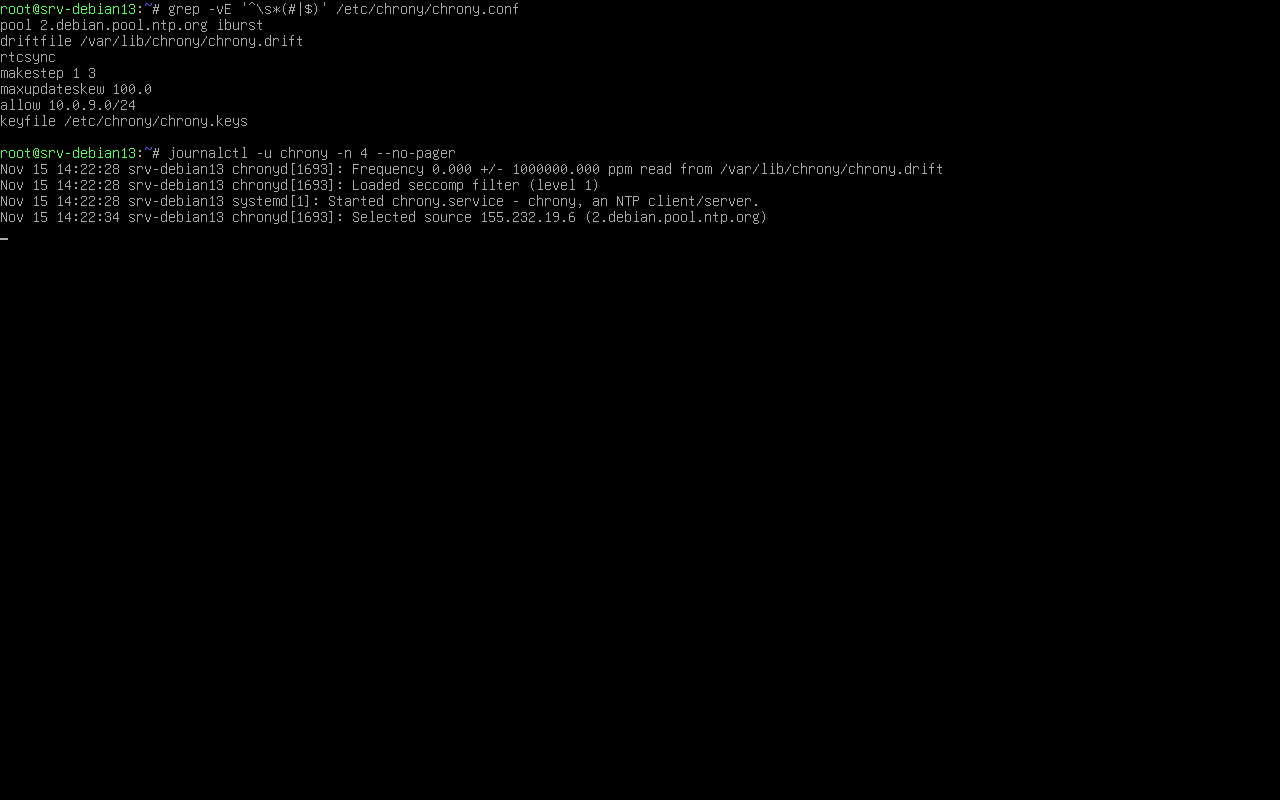 root@srv-debian13:~# grep -vE '^\s*(#|$)' /etc/chrony/chrony.conf
pool 2.debian.pool.ntp.org iburst
driftfile /var/lib/chrony/chrony.drift
rtcsync
makestep 1 3
maxupdateskew 100.0
allow 10.0.9.0/24
keyfile /etc/chrony/chrony.keys

root@srv-debian13:~# journalctl -u chrony -n 4 --no-pager
Nov 15 14:22:28 srv-debian13 chronyd[1693]: Frequency 0.000 +/- 1000000.000 ppm read from /var/lib/chrony/chrony.drift
Nov 15 14:22:28 srv-debian13 chronyd[1693]: Loaded seccomp filter (level 1)
Nov 15 14:22:28 srv-debian13 systemd[1]: Started chrony.service - chrony, an NTP client/server.
Nov 15 14:22:34 srv-debian13 chronyd[1693]: Selected source 155.232.19.6 (2.debian.pool.ntp.org)